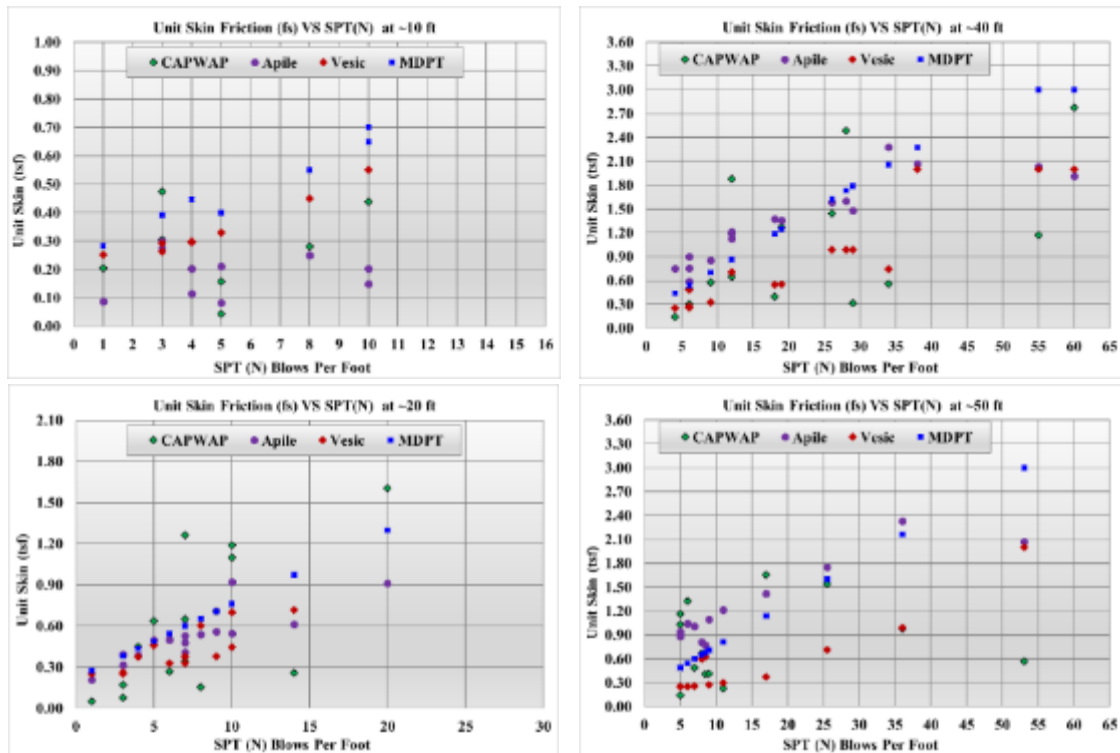 Unit Skin Friction (fs) VS SPT(N) at ~10 ft
1.00
CAPWAP Apile Vesic MDPT
0.90
0.80
0.70
0.60
0.50
0.40
0.30
0.20
0.10
0.00
Unit Skin (tsf)
0 1 2 3 4 5 6 7 8 9 10 11 12 13 14 15 16
SPT (N) Blows Per Foot
Unit Skin Friction (fs) VS SPT(N) at ~40 ft
3.60
CAPWAP Apile Vesic MDPT
3.30
3.00
2.70
2.40
2.10
1.80
1.50
1.20
0.90
0.60
0.30
0.00
Unit Skin (tsf)
0 5 10 15 20 25 30 35 40 45 50 55 60 65
SPT (N) Blows Per Foot
Unit Skin Friction (fs) VS SPT(N) at ~20 ft
2.10
CAPWAP Apile Vesic MDPT
1.80
1.50
1.20
0.90
0.60
0.30
0.00
Unit Skin (tsf)
0 5 10 15 20 25 30
SPT (N) Blows Per Foot
Unit Skin Friction (fs) VS SPT(N) at ~50 ft
3.60
CAPWAP Apile Vesic MDPT
3.30
3.00
2.70
2.40
2.10
1.80
1.50
1.20
0.90
0.60
0.30
0.00
Unit Skin (tsf)
0 5 10 15 20 25 30 35 40 45 50 55 60 65
SPT (N) Blows Per Foot